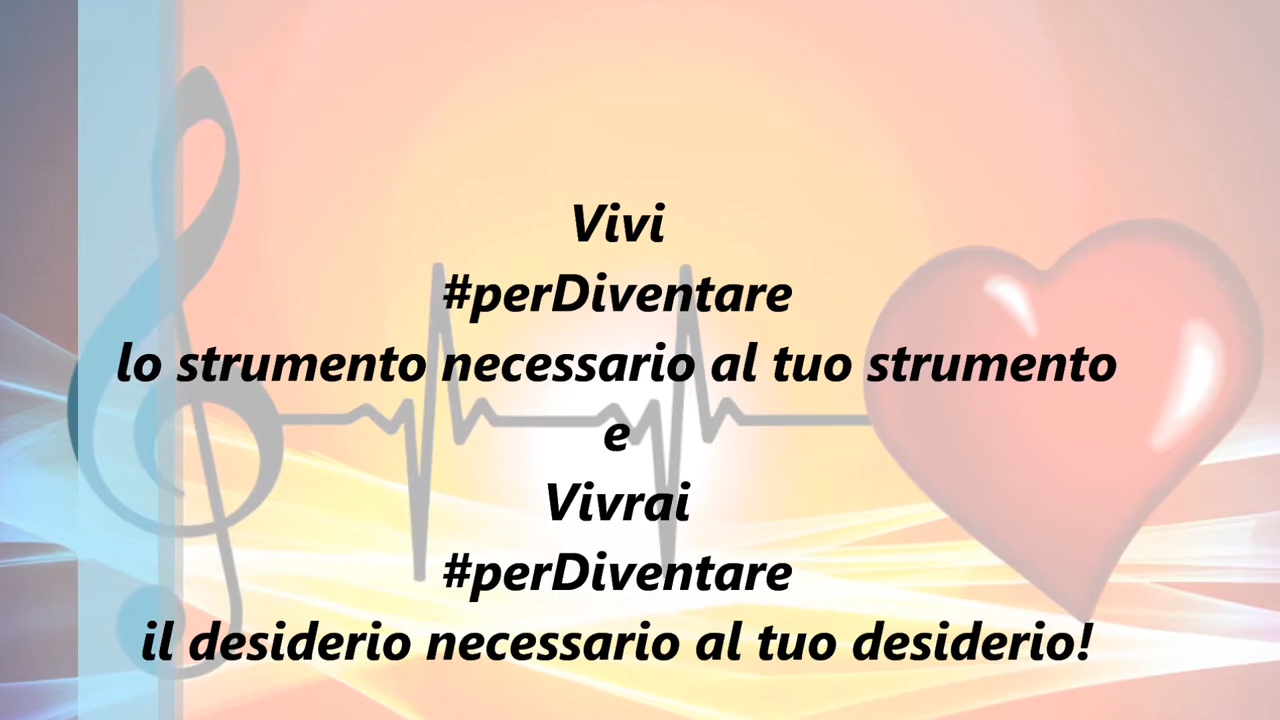 Vivi
#perDiventare
lo strumento necessario al tuo strumento
e
Vivrai
#perDiventare
il desiderio necessario al tuo desiderio!